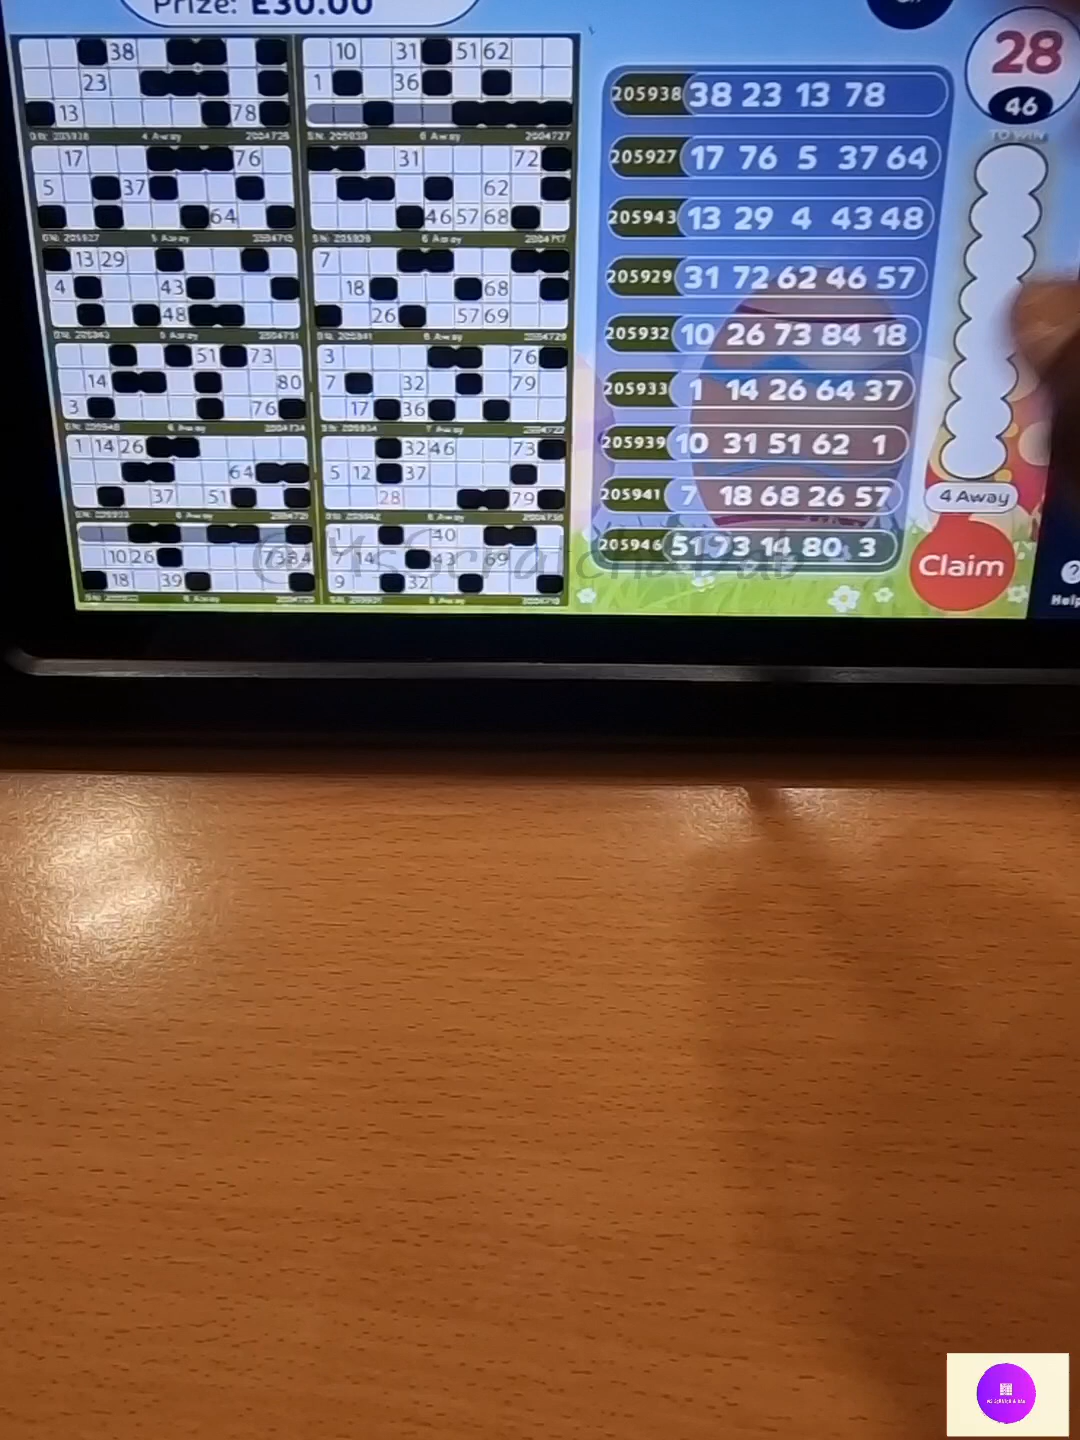 Prize: £30.00
38
23
13 78
10 31 51 62
1 36
17 76
5 37
64
31 72
62
46 57 68
13 29
4 43
48
7
18 68
26 57 69
51 73
14 80
3 76
3 76
7 32 79
17 36
1 14 26
64
37 51
32 46 73
5 12 37
28 79
10 26 73 84
18 39
1 40
7 14 43 69
9 32
205938 38 23 13 78
205927 17 76 5 37 64
205943 13 29 4 43 48
205929 31 72 62 46 57
205932 10 26 73 84 18
205933 1 14 26 64 37
205939 10 31 51 62 1
205941 7 18 68 26 57
205946 51 73 14 80 3
28
46
TO WIN
4 Away
Claim
Help
© MsScratch&Dab